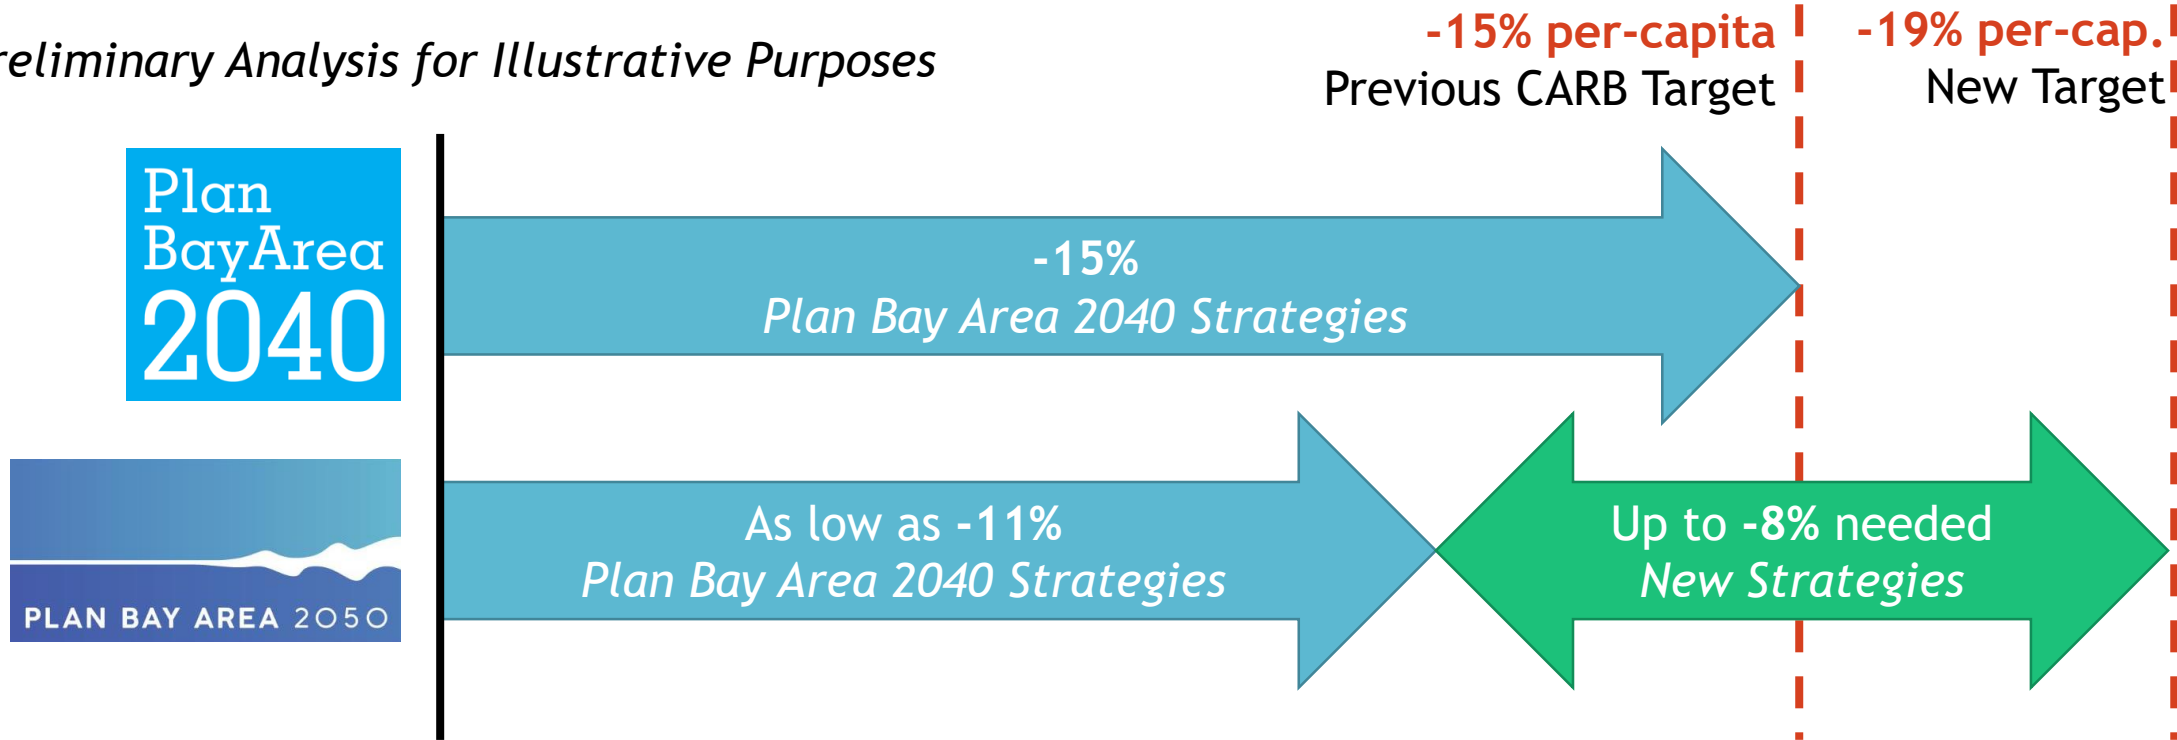 reliminary Analysis for Illustrative Purposes
-15% per-capita
Previous CARB Target
-19% per-cap.
New Target
Plan
BayArea
2040
-15%
Plan Bay Area 2040 Strategies
PLAN BAY AREA 2050
As low as -11%
Plan Bay Area 2040 Strategies
Up to -8% needed
New Strategies